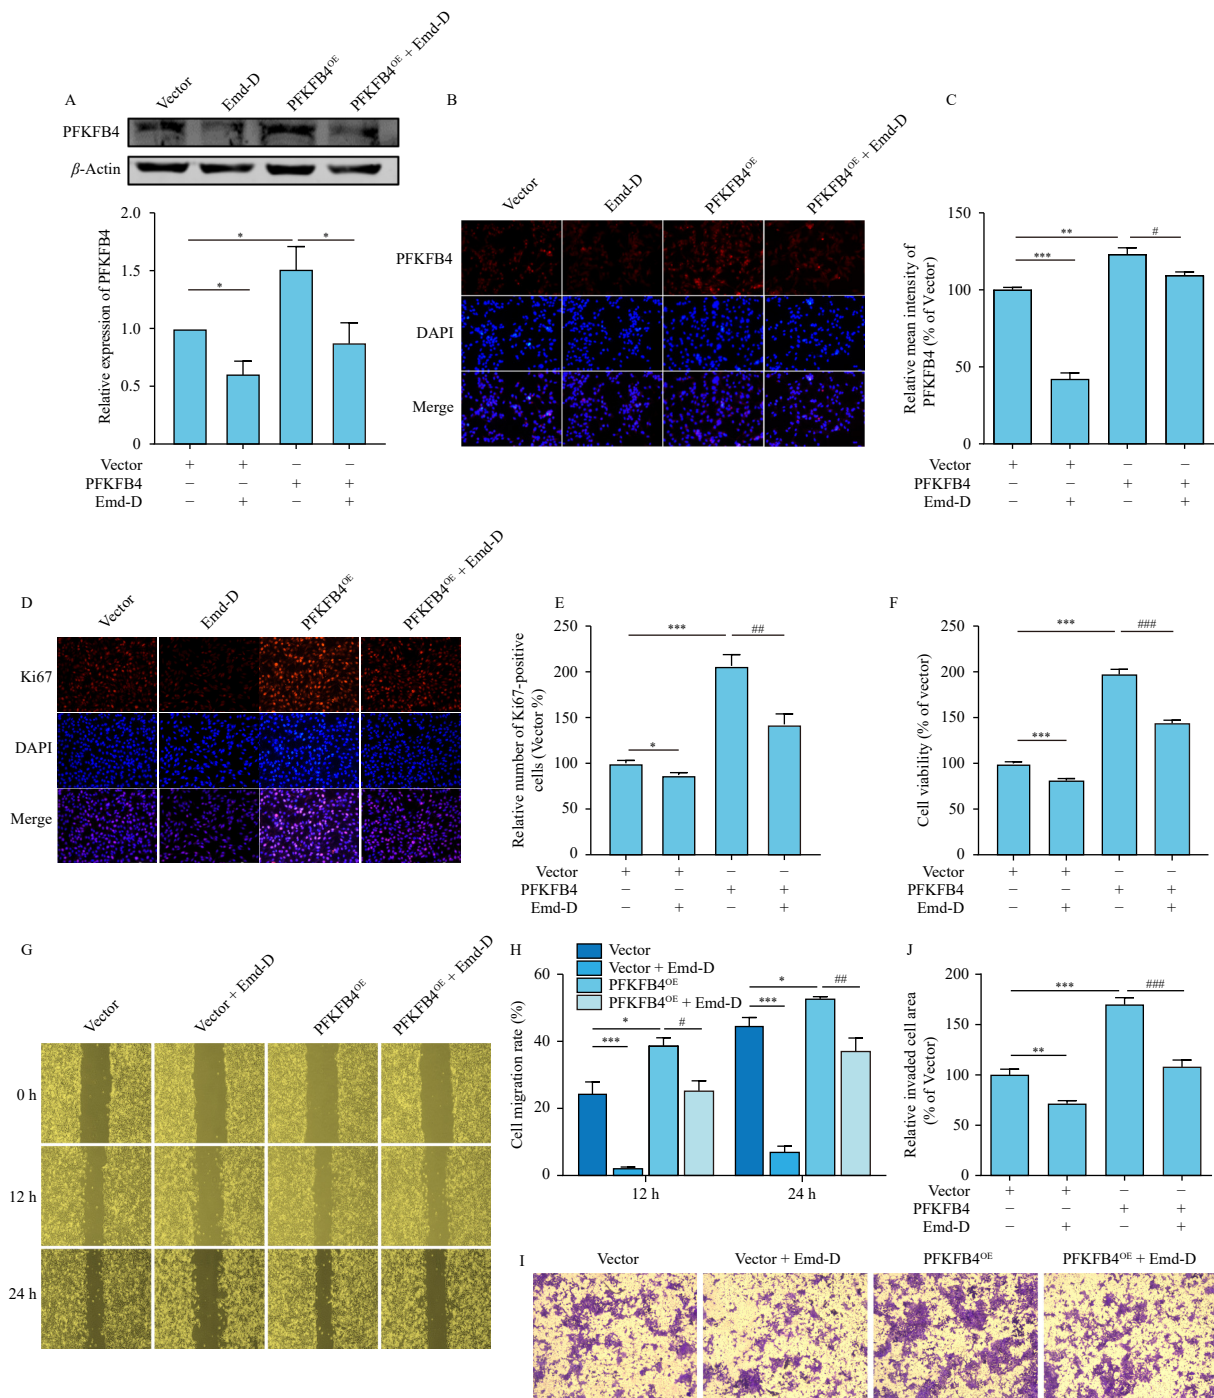 A
Vector
Emd-D
PFKFB4OE
PFKFB4OE + Emd-D
PFKFB4
β-Actin
Relative expression of PFKFB4
2.0
1.5
1.0
0.5
0
*
*
*
Vector + + − −
PFKFB4 − − + +
Emd-D − + − +
B
Vector
Emd-D
PFKFB4OE
PFKFB4OE + Emd-D
PFKFB4
DAPI
Merge
C
Relative mean intensity of
PFKFB4 (% of Vector)
150
100
50
0
**
#
***
Vector + + − −
PFKFB4 − − + +
Emd-D − + − +
D
Vector
Emd-D
PFKFB4OE
PFKFB4OE + Emd-D
Ki67
DAPI
Merge
E
Relative number of Ki67-positive
cells (Vector %)
250
200
150
100
50
0
***
##
*
Vector + + − −
PFKFB4 − − + +
Emd-D − + − +
F
Cell viability (% of vector)
250
200
150
100
50
0
***
###
***
Vector + + − −
PFKFB4 − − + +
Emd-D − + − +
G
Vector
Vector + Emd-D
PFKFB4OE
PFKFB4OE + Emd-D
0 h
12 h
24 h
H
Vector
Vector + Emd-D
PFKFB4OE
PFKFB4OE + Emd-D
Cell migration rate (%)
60
40
20
0
*
***
#
*
***
##
12 h
24 h
J
Relative invaded cell area
(% of Vector)
200
150
100
50
0
***
###
**
Vector + + − −
PFKFB4 − − + +
Emd-D − + − +
I
Vector
Vector + Emd-D
PFKFB4OE
PFKFB4OE + Emd-D